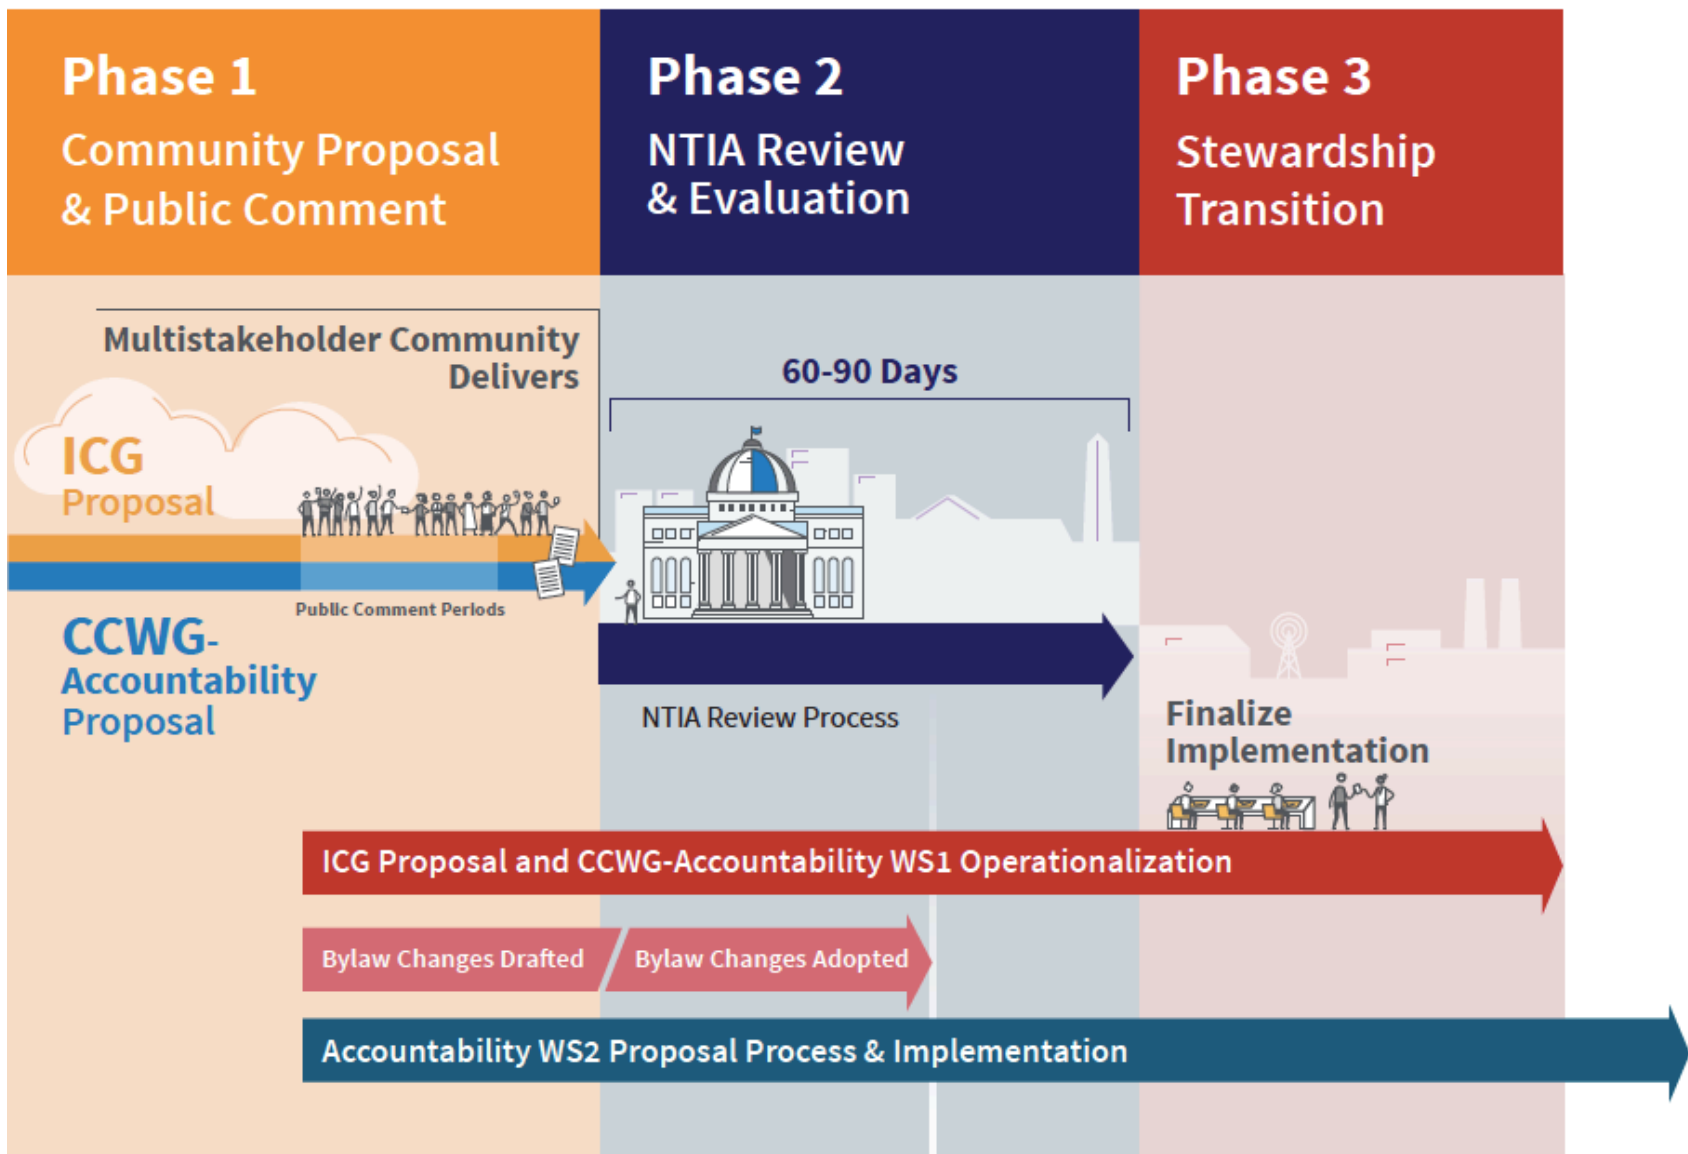 Phase 1
Community Proposal
& Public Comment
Phase 2
NTIA Review
& Evaluation
Phase 3
Stewardship
Transition
Multistakeholder Community
Delivers
60-90 Days
ICG
Proposal
Public Comment Periods
CCWG-
Accountability
Proposal
NTIA Review Process
Finalize
Implementation
ICG Proposal and CCWG-Accountability WS1 Operationalization
Bylaw Changes Drafted
Bylaw Changes Adopted
Accountability WS2 Proposal Process & Implementation